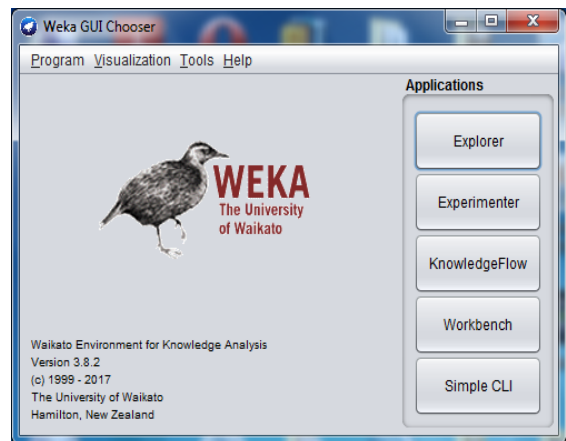 Weka GUI Chooser
Program Visualization Tools Help
Applications
Explorer
Experimenter
KnowledgeFlow
Workbench
Simple CLI
WEKA
The University
of Waikato
Waikato Environment for Knowledge Analysis
Version 3.8.2
(c) 1999 - 2017
The University of Waikato
Hamilton, New Zealand